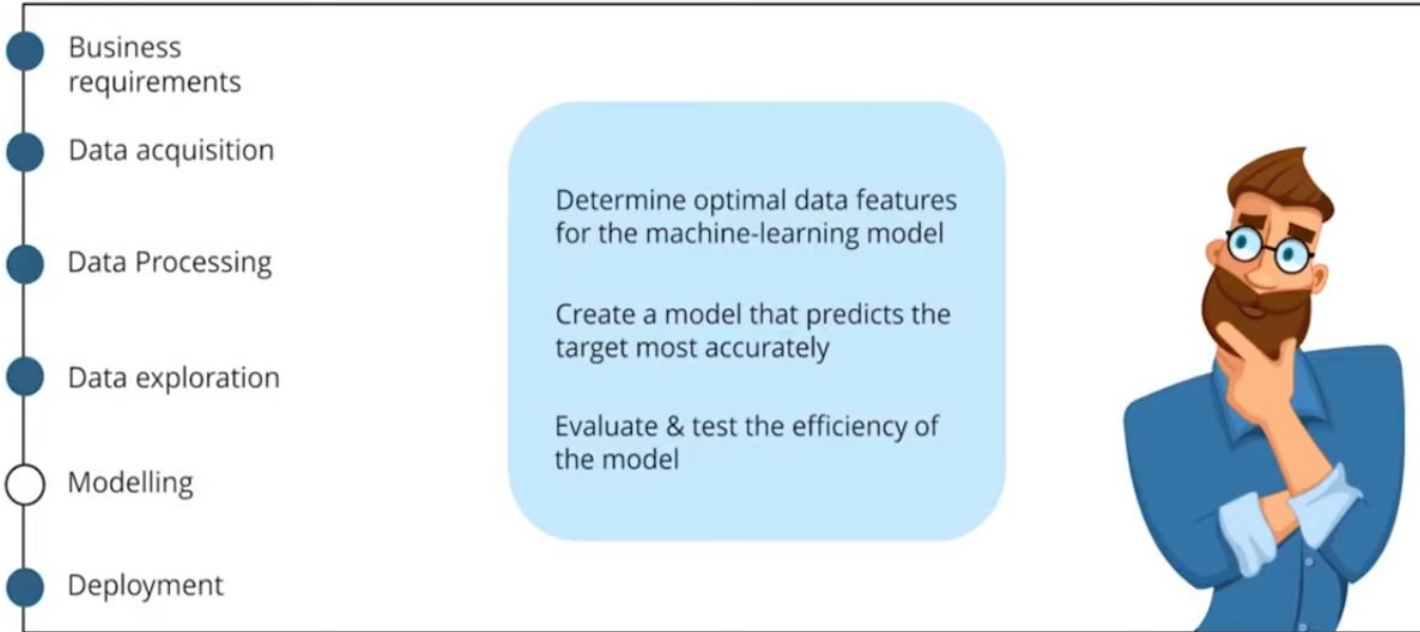 Business
requirements
Data acquisition
Data Processing
Data exploration
Modelling
Deployment
Determine optimal data features
for the machine-learning model
Create a model that predicts the
target most accurately
Evaluate & test the efficiency of
the model